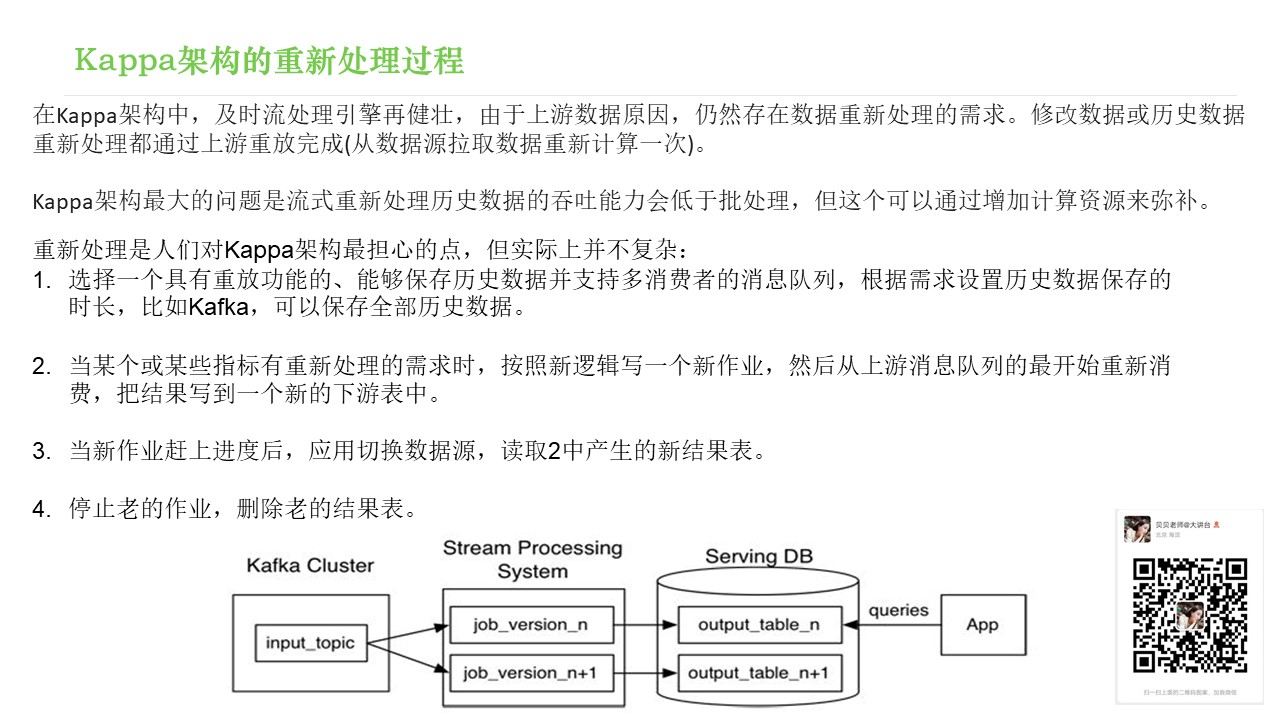 Kappa架构的重新处理过程
在Kappa架构中，及时流处理引擎再健壮，由于上游数据原因，仍然存在数据重新处理的需求。修改数据或历史数据
重新处理都通过上游重放完成(从数据源拉取数据重新计算一次)。
Kappa架构最大的问题是流式重新处理历史数据的吞吐能力会低于批处理，但这个可以通过增加计算资源来弥补。
重新处理是人们对Kappa架构最担心的点，但实际上并不复杂：
1. 选择一个具有重放功能的、能够保存历史数据并支持多消费者的消息队列，根据需求设置历史数据保存的
时长，比如Kafka，可以保存全部历史数据。
2. 当某个或某些指标有重新处理的需求时，按照新逻辑写一个新作业，然后从上游消息队列的最开始重新消
费，把结果写到一个新的下游表中。
3. 当新作业赶上进度后，应用切换数据源，读取2中产生的新结果表。
4. 停止老的作业，删除老的结果表。
Kafka Cluster
input_topic
Stream Processing
System
job_version_n
job_version_n+1
Serving DB
output_table_n
output_table_n+1
queries
App
贝贝老师@大讲台
北京 海淀
扫一扫上面的二维码图案，加我微信